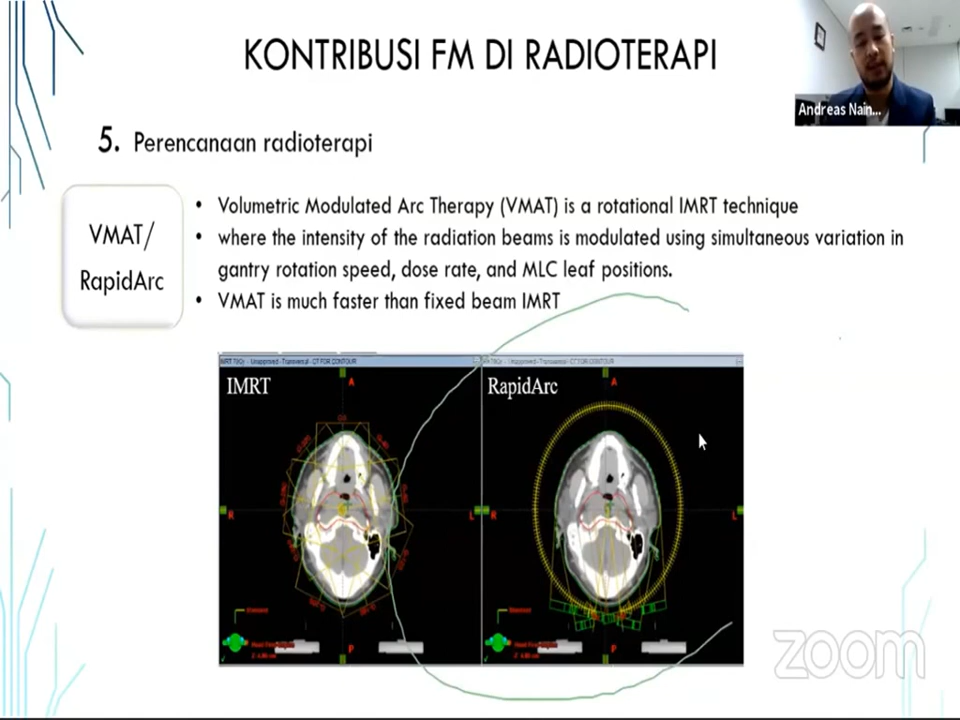 KONTRIBUSI FM DI RADIOTERAPI
Andreas Nain...
5. Perencanaan radioterapi
VMAT/
RapidArc
• Volumetric Modulated Arc Therapy (VMAT) is a rotational IMRT technique
• where the intensity of the radiation beams is modulated using simultaneous variation in
gantry rotation speed, dose rate, and MLC leaf positions.
• VMAT is much faster than fixed beam IMRT
IMRT
RapidArc
A
A
R
L
R
L
P
P
zoom